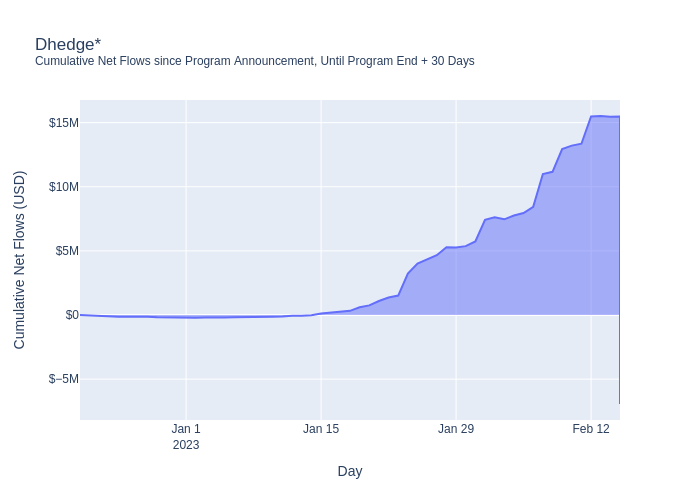 Dhedge*
Cumulative Net Flows since Program Announcement, Until Program End + 30 Days
Cumulative Net Flows (USD)
$15M
$10M
$5M
$0
$−5M
Jan 1
2023
Jan 15
Jan 29
Feb 12
Day